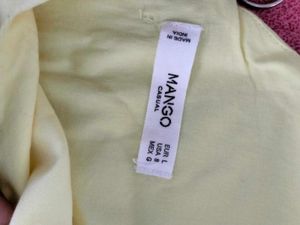 MADE IN
INDIA
MANGO
CASUAL
EUR L
USA 8
MEX G